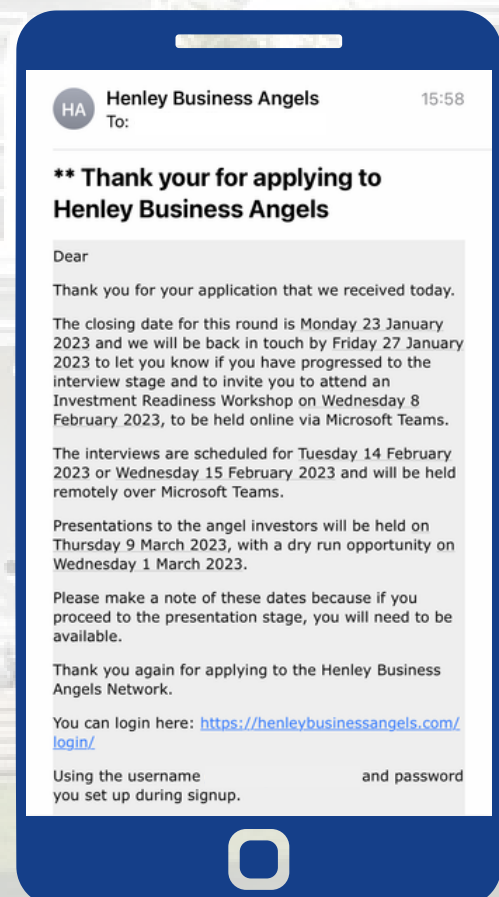 HA
Henley Business Angels 15:58
To:
** Thank your for applying to
Henley Business Angels
Dear
Thank you for your application that we received today.
The closing date for this round is Monday 23 January
2023 and we will be back in touch by Friday 27 January
2023 to let you know if you have progressed to the
interview stage and to invite you to attend an
Investment Readiness Workshop on Wednesday 8
February 2023, to be held online via Microsoft Teams.
The interviews are scheduled for Tuesday 14 February
2023 or Wednesday 15 February 2023 and will be held
remotely over Microsoft Teams.
Presentations to the angel investors will be held on
Thursday 9 March 2023, with a dry run opportunity on
Wednesday 1 March 2023.
Please make a note of these dates because if you
proceed to the presentation stage, you will need to be
available.
Thank you again for applying to the Henley Business
Angels Network.
You can login here: https://henleybusinessangels.com/
login/
Using the username and password
you set up during signup.